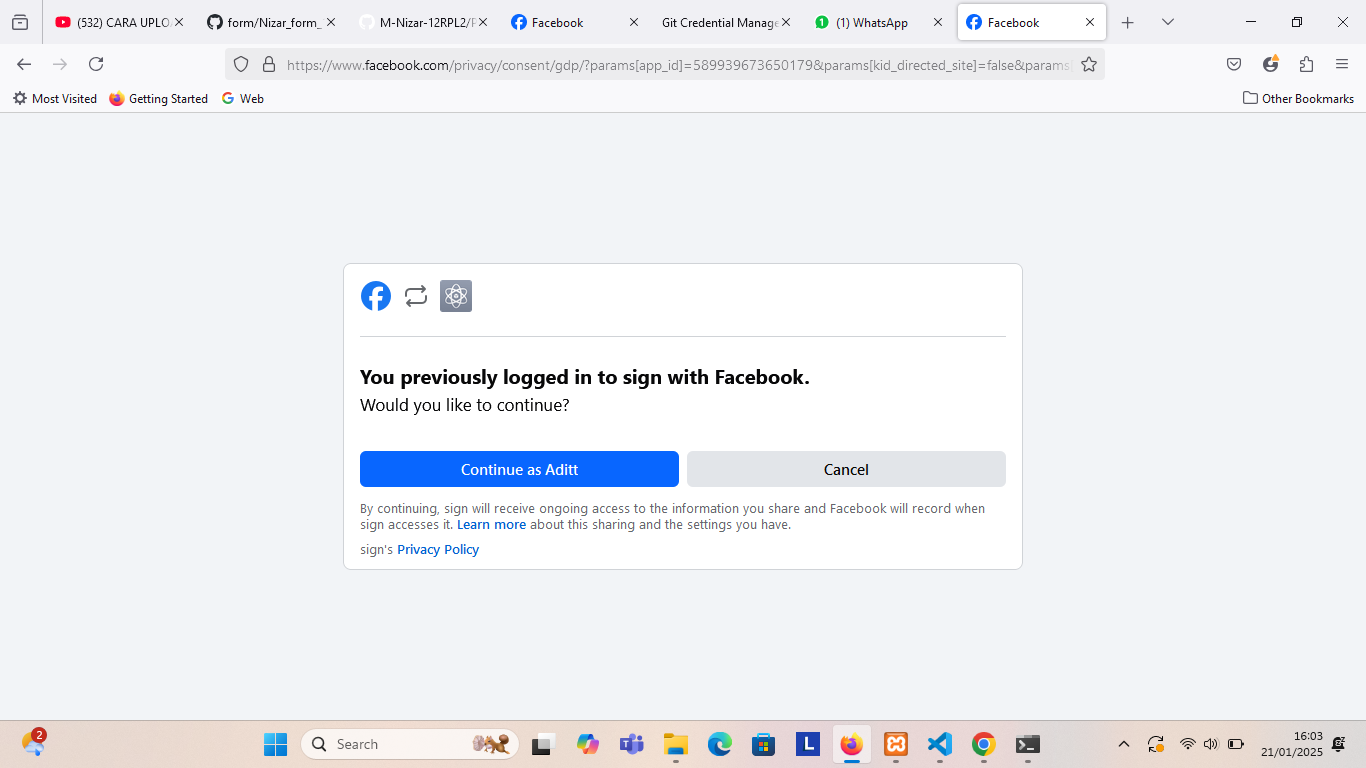 (532) CARA UPLOA
form/Nizar_form_
M-Nizar-12RPL2/P
Facebook
Git Credential Manage
(1) WhatsApp
Facebook
https://www.facebook.com/privacy/consent/gdp/?params[app_id]=589939673650179&params[kid_directed_site]=false&params[
Most Visited
Getting Started
Web
Other Bookmarks
You previously logged in to sign with Facebook.
Would you like to continue?
Continue as Aditt
Cancel
By continuing, sign will receive ongoing access to the information you share and Facebook will record when
sign accesses it. Learn more about this sharing and the settings you have.
sign's Privacy Policy
2
Search
L
16:03
21/01/2025